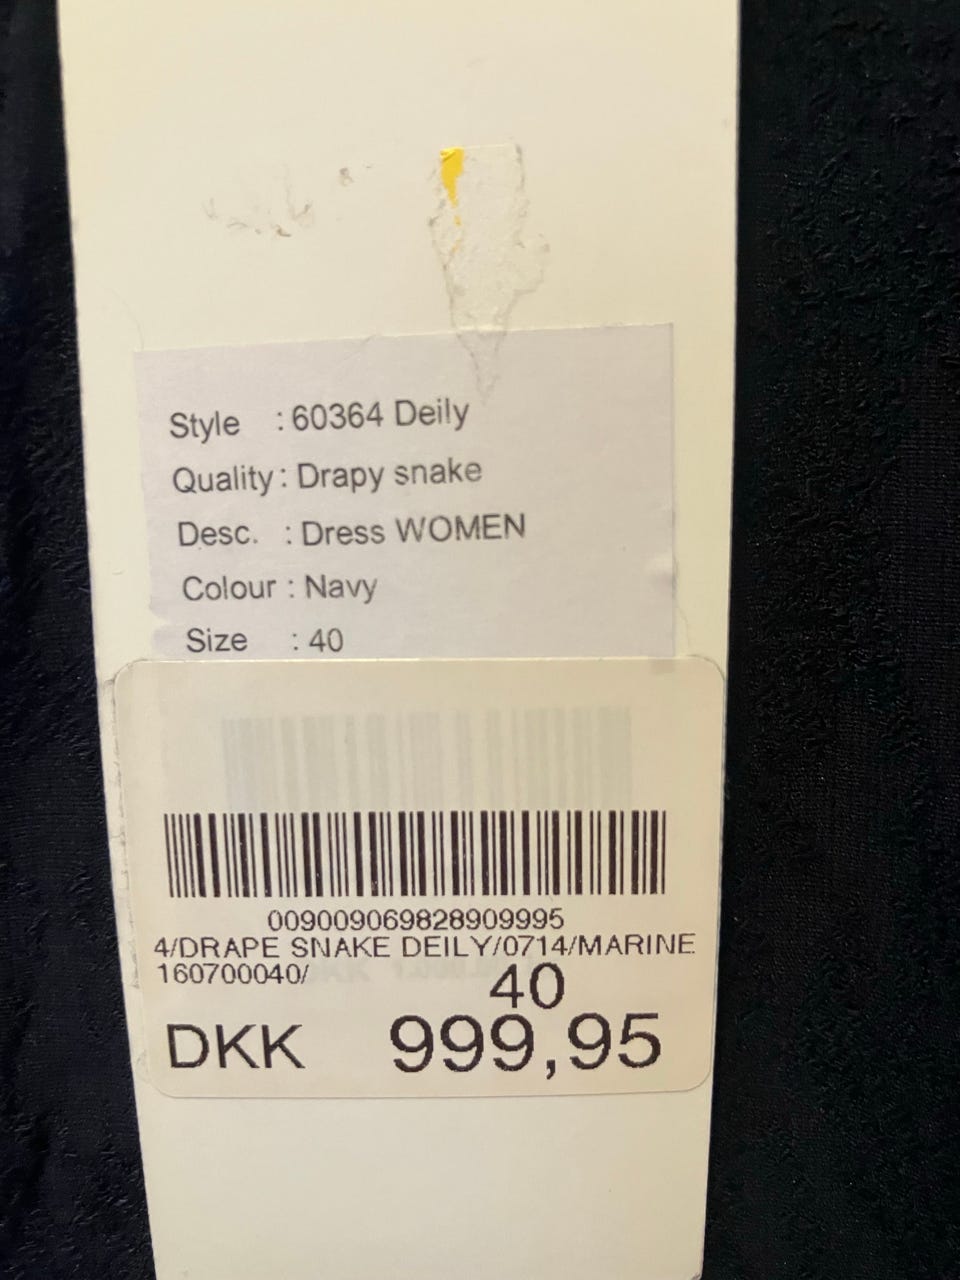 Style : 60364 Deily
Quality : Drapy snake
Desc. : Dress WOMEN
Colour : Navy
Size : 40
009009069828909995
4/DRAPE SNAKE DEILY/0714/MARINE
160700040/
40
DKK 999,95